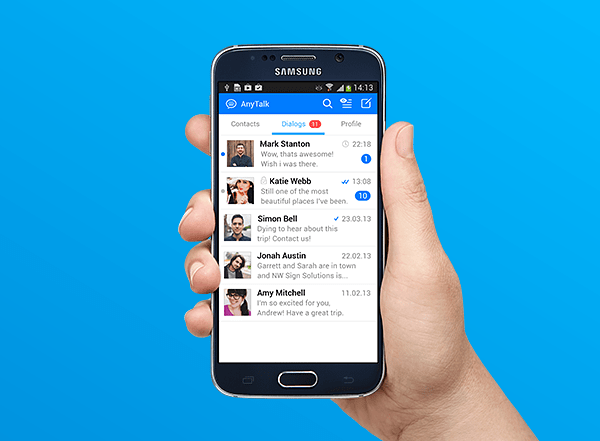 SAMSUNG
14:13
AnyTalk
Contacts
Dialogs 11
Profile
Mark Stanton 22:18
Wow, thats awesome!
Wish i was there. 1
Katie Webb 13:08
Still one of the most
beautiful places I've been. 10
Simon Bell 23.03.13
Dying to hear about this
trip! Contact us!
Jonah Austin 22.02.13
Garrett and Sarah are in town
and NW Sign Solutions is...
Amy Mitchell 11.02.13
I'm so excited for you,
Andrew! Have a great trip.